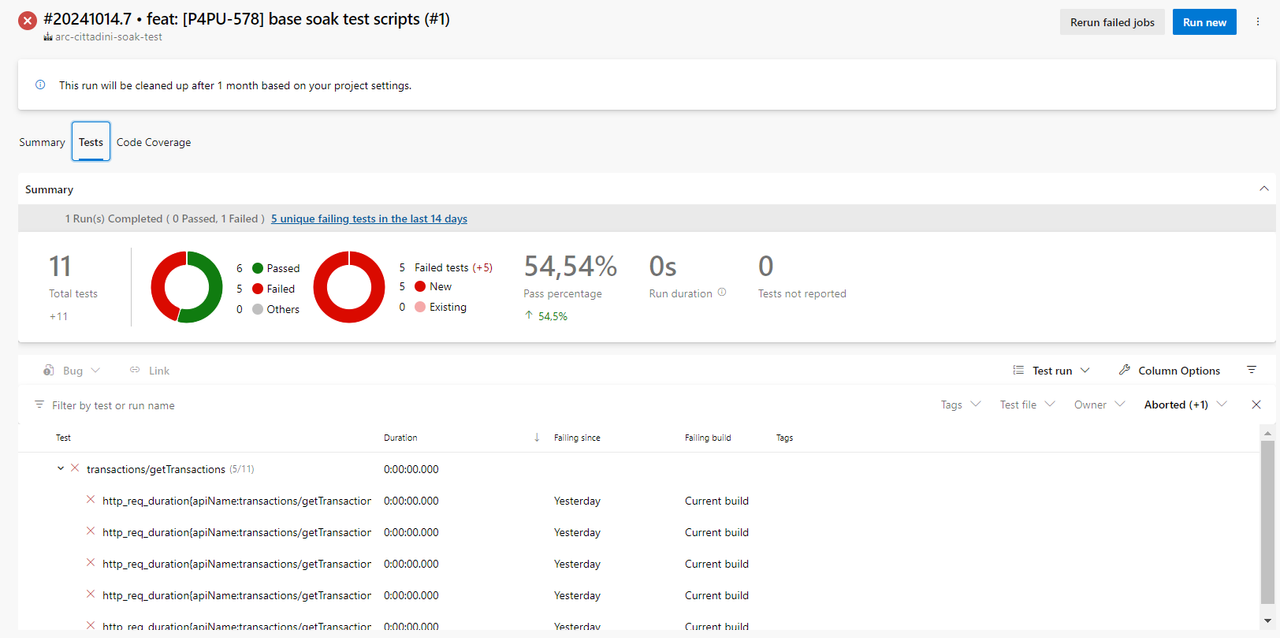 #20241014.7 • feat: [P4PU-578] base soak test scripts (#1)
Rerun failed jobs
Run new
arc-cittadini-soak-test
This run will be cleaned up after 1 month based on your project settings.
Summary Tests Code Coverage
Summary
1 Run(s) Completed ( 0 Passed, 1 Failed ) 5 unique failing tests in the last 14 days
11
Total tests
+11
6 Passed
5 Failed
0 Others
5 Failed tests (+5)
5 New
0 Existing
54,54%
Pass percentage
54.5%
0s
Run duration
0
Tests not reported
Bug Link Test run Column Options
Filter by test or run name Tags Test file Owner Aborted (+1)
Test Duration Failing since Failing build Tags
transactions/getTransactions (5/11) 0:00:00.000
http_req_duration{apiName:transactions/getTransaction 0:00:00.000 Yesterday Current build
http_req_duration{apiName:transactions/getTransaction 0:00:00.000 Yesterday Current build
http_req_duration{apiName:transactions/getTransaction 0:00:00.000 Yesterday Current build
http_req_duration{apiName:transactions/getTransaction 0:00:00.000 Yesterday Current build
http_req_duration{apiName:transactions/getTransaction 0:00:00.000 Yesterday Current build